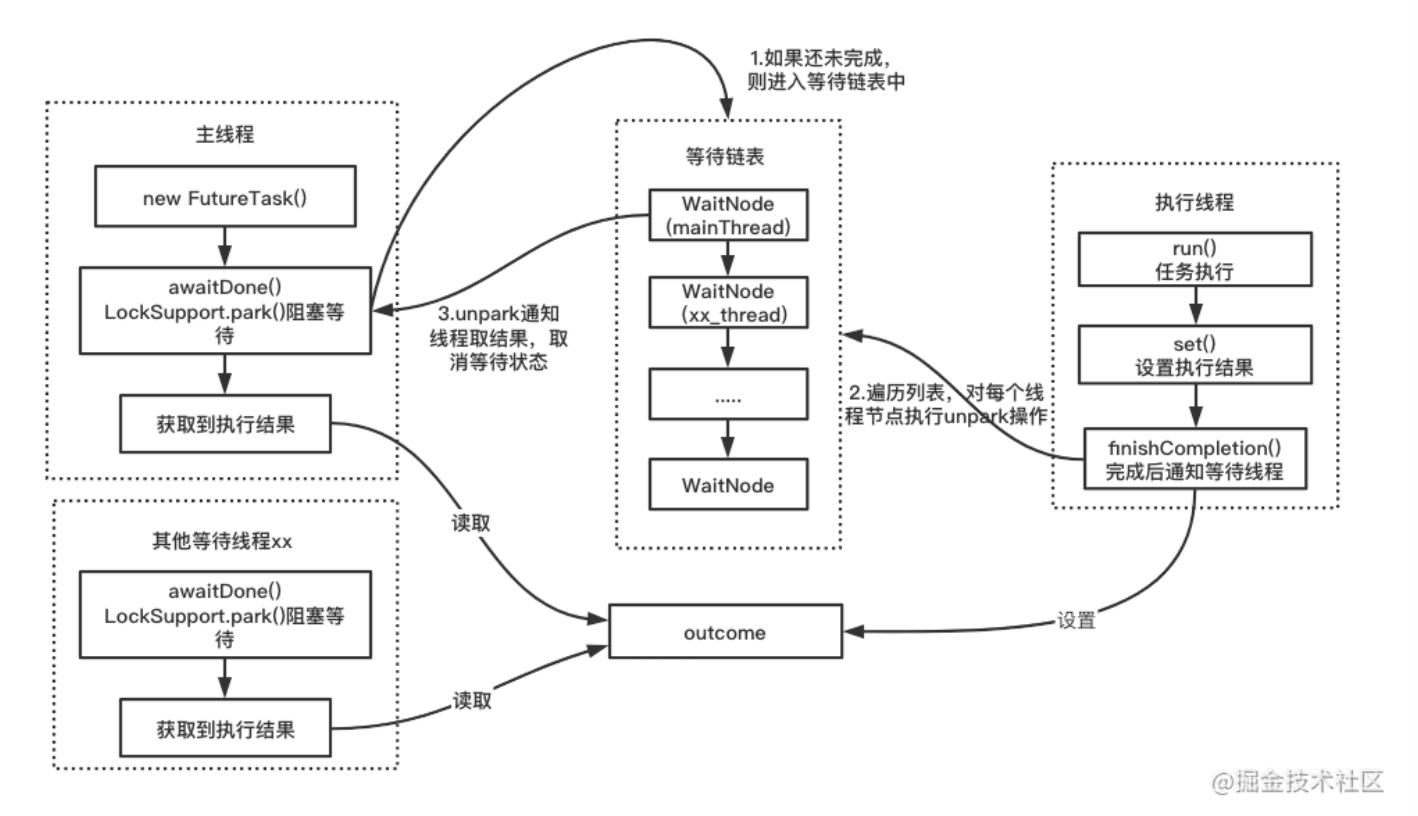 1.如果还未完成，
则进入等待链表中
主线程
new FutureTask()
awaitDone()
LockSupport.park()阻塞等
待
获取到执行结果
等待链表
WaitNode
(mainThread)
WaitNode
(xx_thread)
.....
WaitNode
3.unpark通知
线程取结果，取
消等待状态
执行线程
run()
任务执行
set()
设置执行结果
finishCompletion()
完成后通知等待线程
2.遍历列表，对每个线
程节点执行unpark操作
读取
其他等待线程xx
awaitDone()
LockSupport.park()阻塞等
待
获取到执行结果
读取
outcome
设置
@掘金技术社区